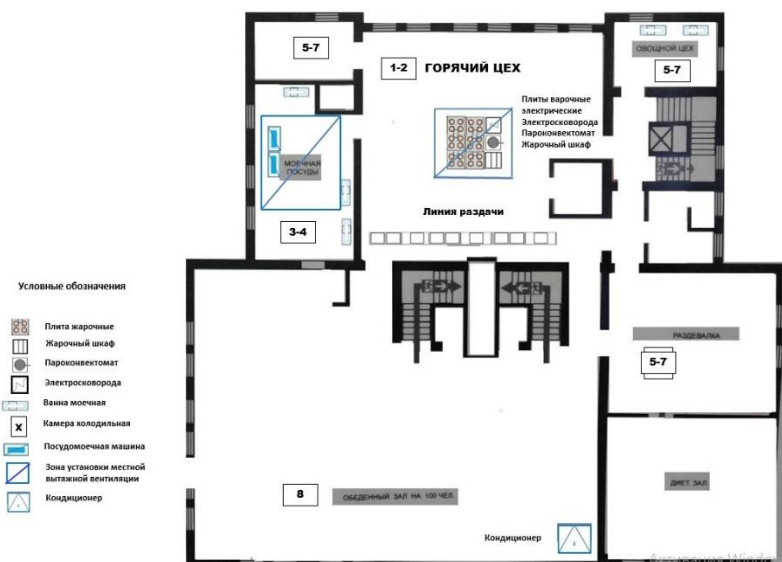 5-7
1-2 ГОРЯЧИЙ ЦЕХ
ОВОЩНОЙ ЦЕХ
5-7
Плиты варочные
электрические
Электросковорода
Пароконвектомат
Жарочный шкаф
МОЕЧНАЯ
ПОСУДЫ
3-4
Линия раздачи
РАЗДЕВАЛКА
5-7
ДИЕТ ЗАЛ
8
ОБЕДЕННЫЙ ЗАЛ НА 100 ЧЕЛ.
Кондиционер
Условные обозначения
Плита жарочные
Жарочный шкаф
Пароконвектомат
Электросковорода
Ванна моечная
X Камера холодильная
Посудомоечная машина
Зона установки местной
вытяжной вентиляции
Кондиционер